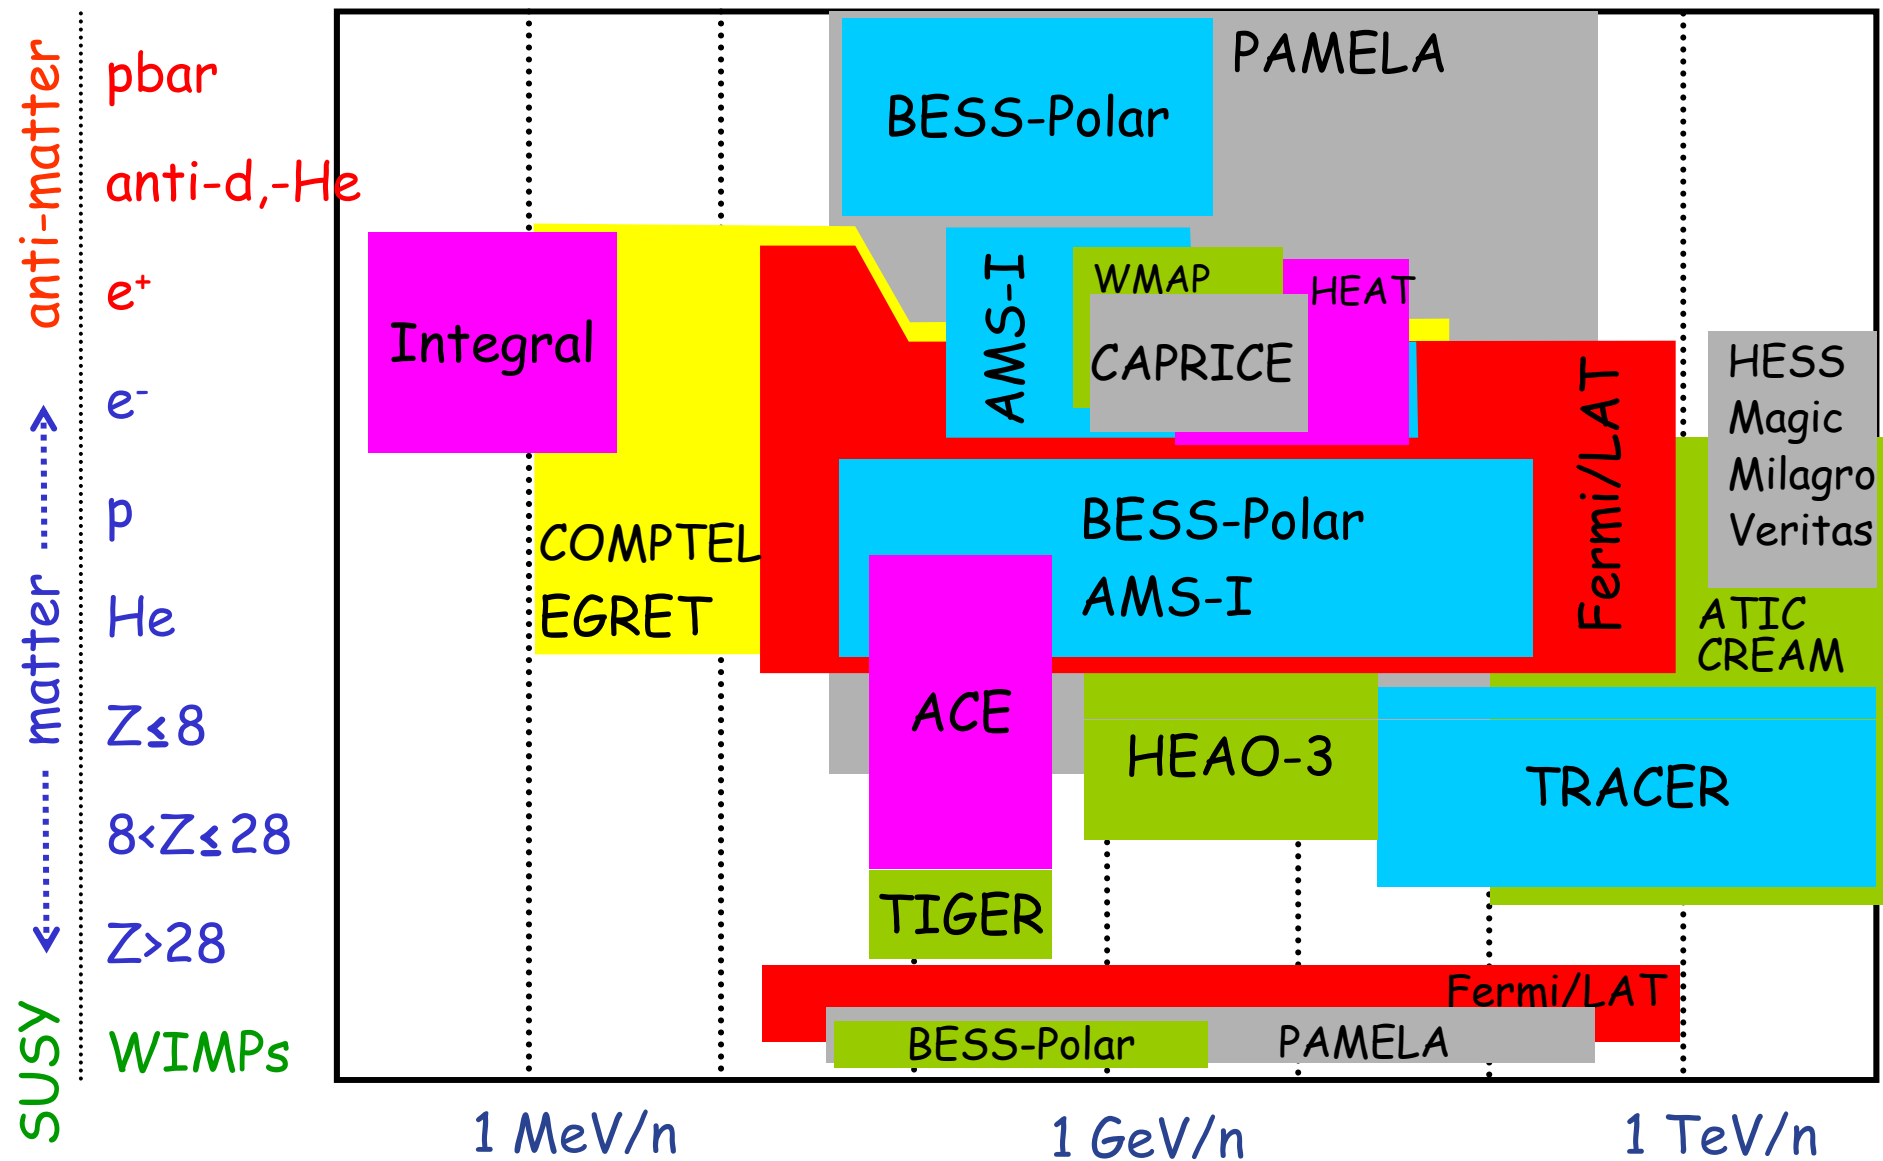 anti-matter
matter
SUSY
pbar
anti-d,-He
e⁺
e⁻
p
He
Z≤8
8<Z≤28
Z>28
WIMPs
PAMELA
BESS-Polar
AMS-I
WMAP
HEAT
CAPRICE
Integral
COMPTEL
EGRET
Fermi/LAT
HESS
Magic
Milagro
Veritas
BESS-Polar
AMS-I
ATIC
CREAM
ACE
HEAO-3
TRACER
TIGER
Fermi/LAT
BESS-Polar
PAMELA
1 MeV/n
1 GeV/n
1 TeV/n